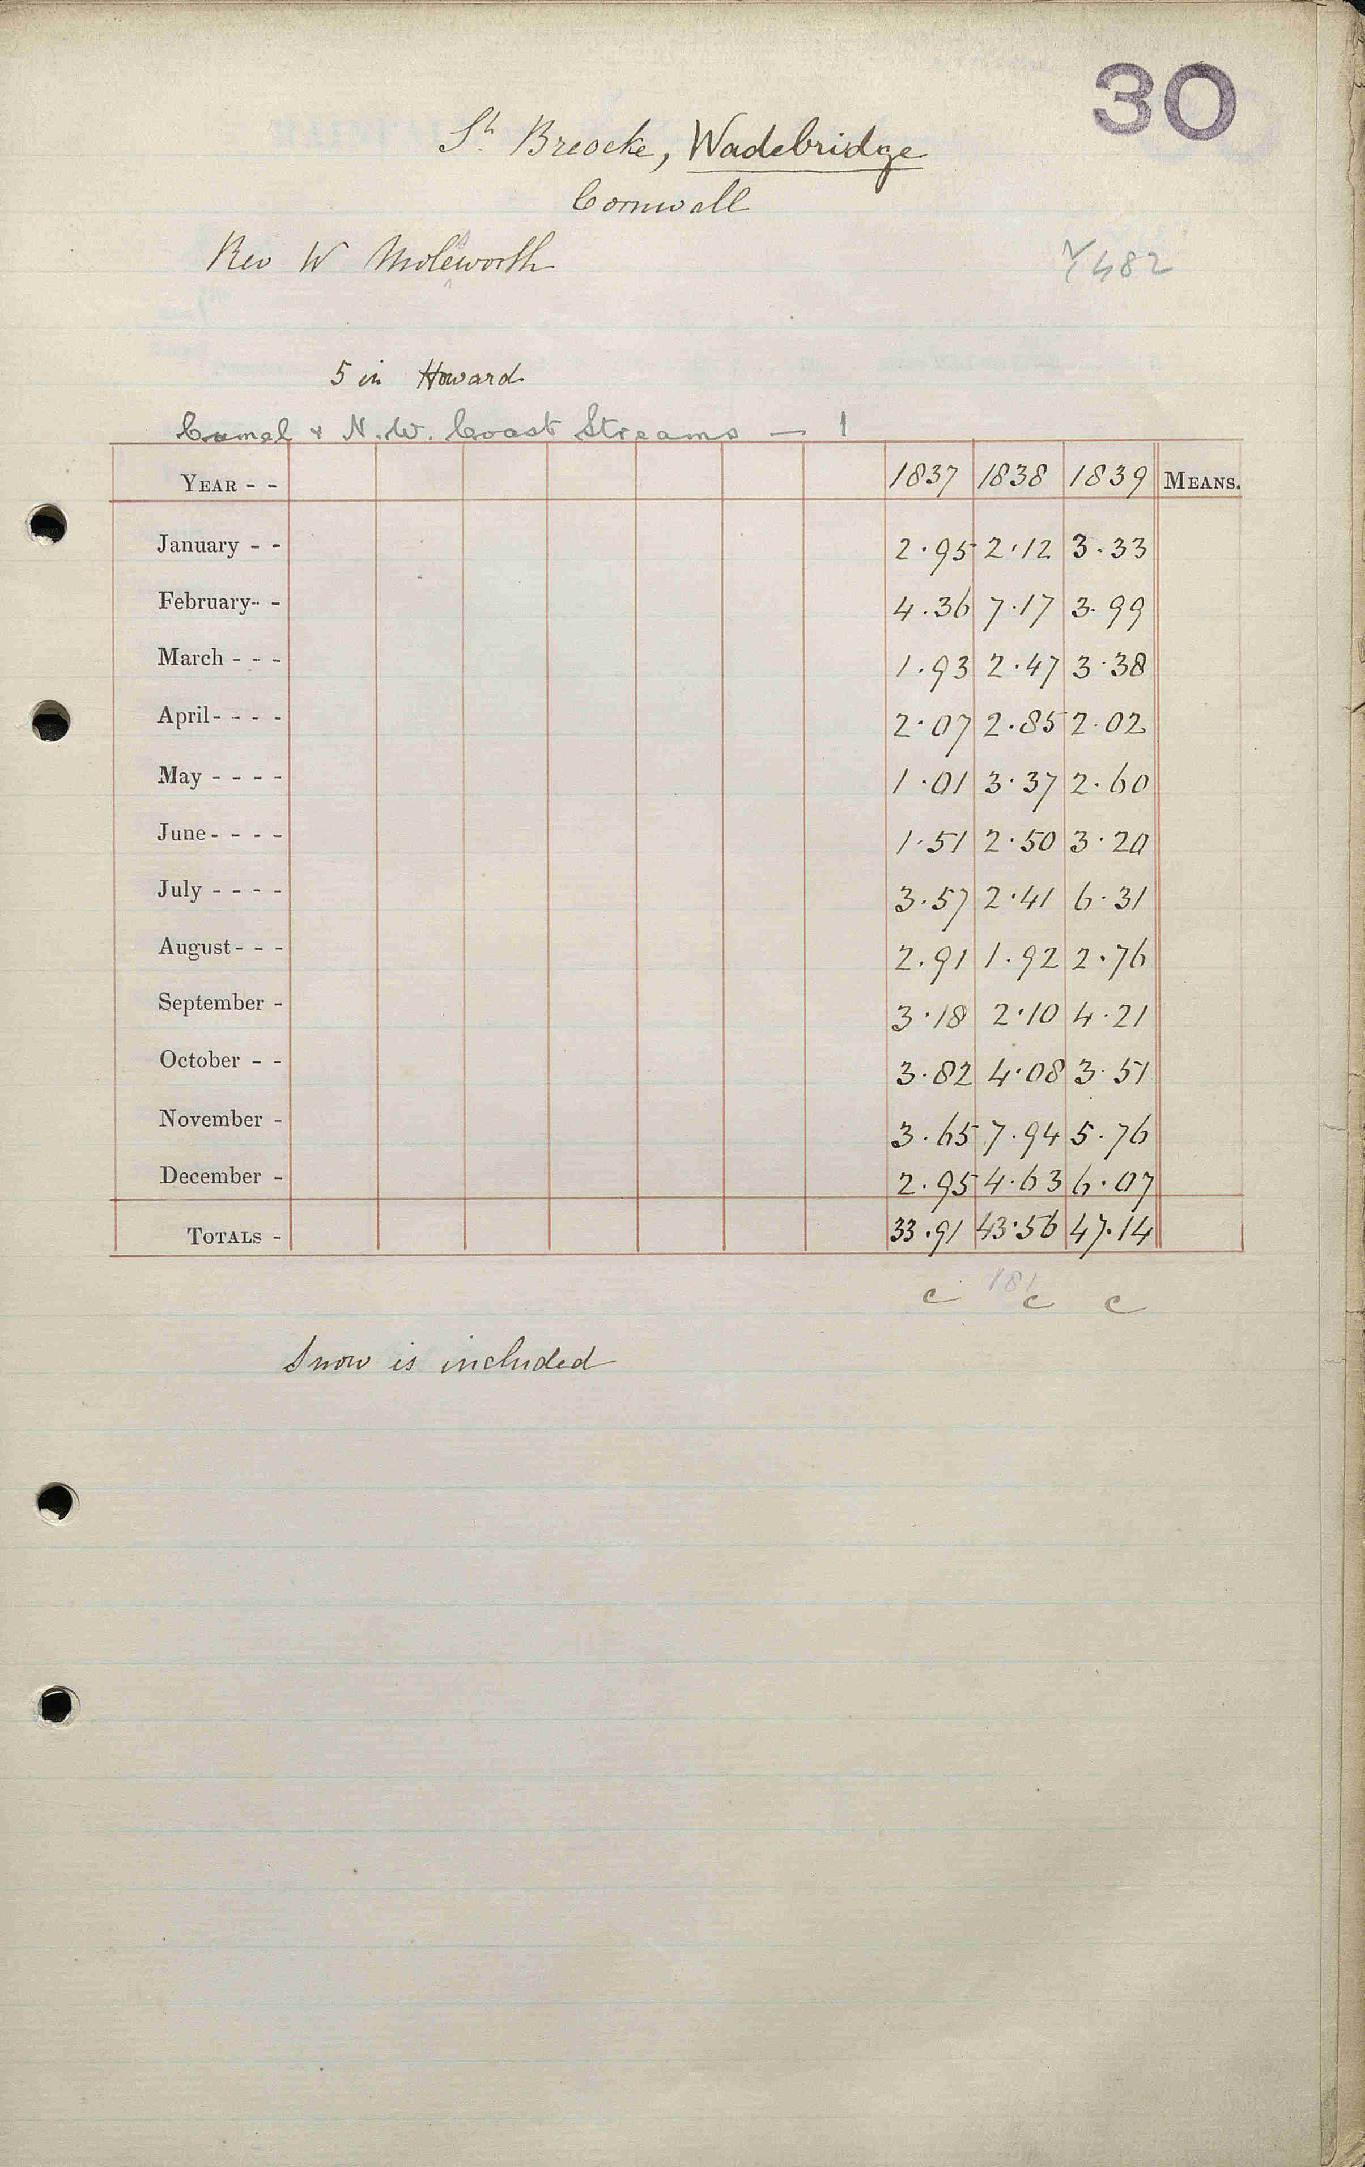 30
St. Breocke, Wadebridge
Cornwall
Rev W Molesworth
482
5 in Howard
Camel & N.W. Coast Streams — 1
YEAR - - 1837 1838 1839 MEANS.
January - - 2.95 2.12 3.33
February - - 4.36 7.17 3.99
March - - - 1.93 2.47 3.38
April - - - - 2.07 2.85 2.02
May - - - - 1.01 3.37 2.60
June - - - - 1.51 2.50 3.20
July - - - - 3.57 2.41 6.31
August - - - 2.91 1.92 2.76
September - 3.18 2.10 4.21
October - - 3.82 4.08 3.51
November - 3.65 7.94 5.76
December - 2.95 4.63 6.07
TOTALS - 33.91 43.56 47.14
181
c c c
Snow is included